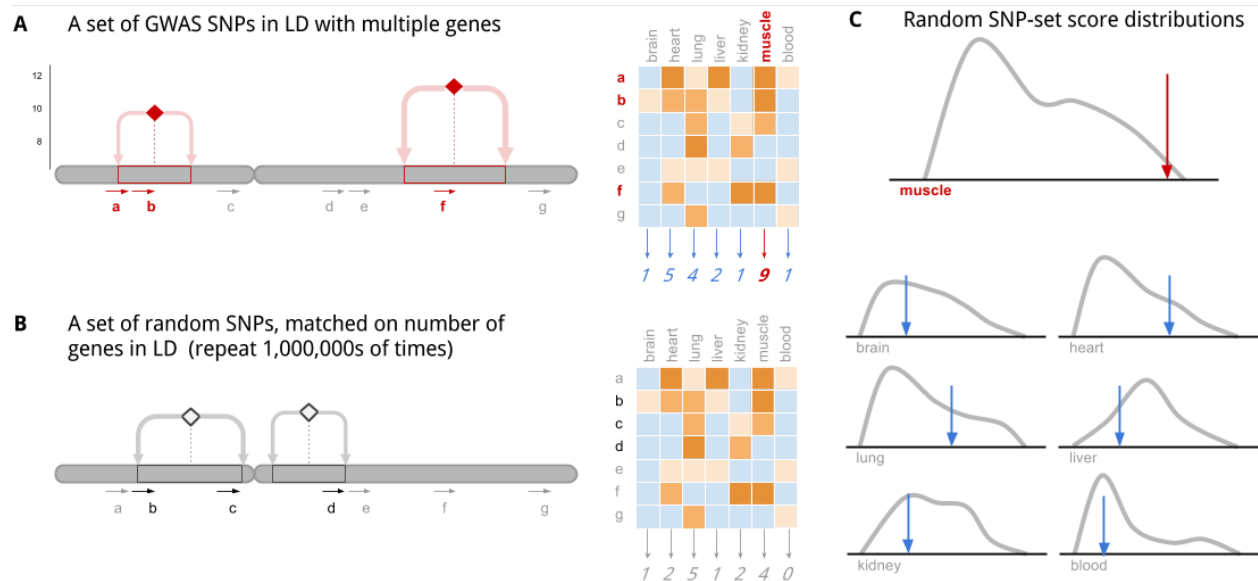 A A set of GWAS SNPs in LD with multiple genes
12
10
8
a b c d e f g
brain heart lung liver kidney muscle blood
a
b
c
d
e
f
g
1 5 4 2 1 9 1
B A set of random SNPs, matched on number of
genes in LD (repeat 1,000,000s of times)
a b c d e f g
brain heart lung liver kidney muscle blood
a
b
c
d
e
f
g
1 2 5 1 2 4 0
C Random SNP-set score distributions
muscle
brain heart
lung liver
kidney blood